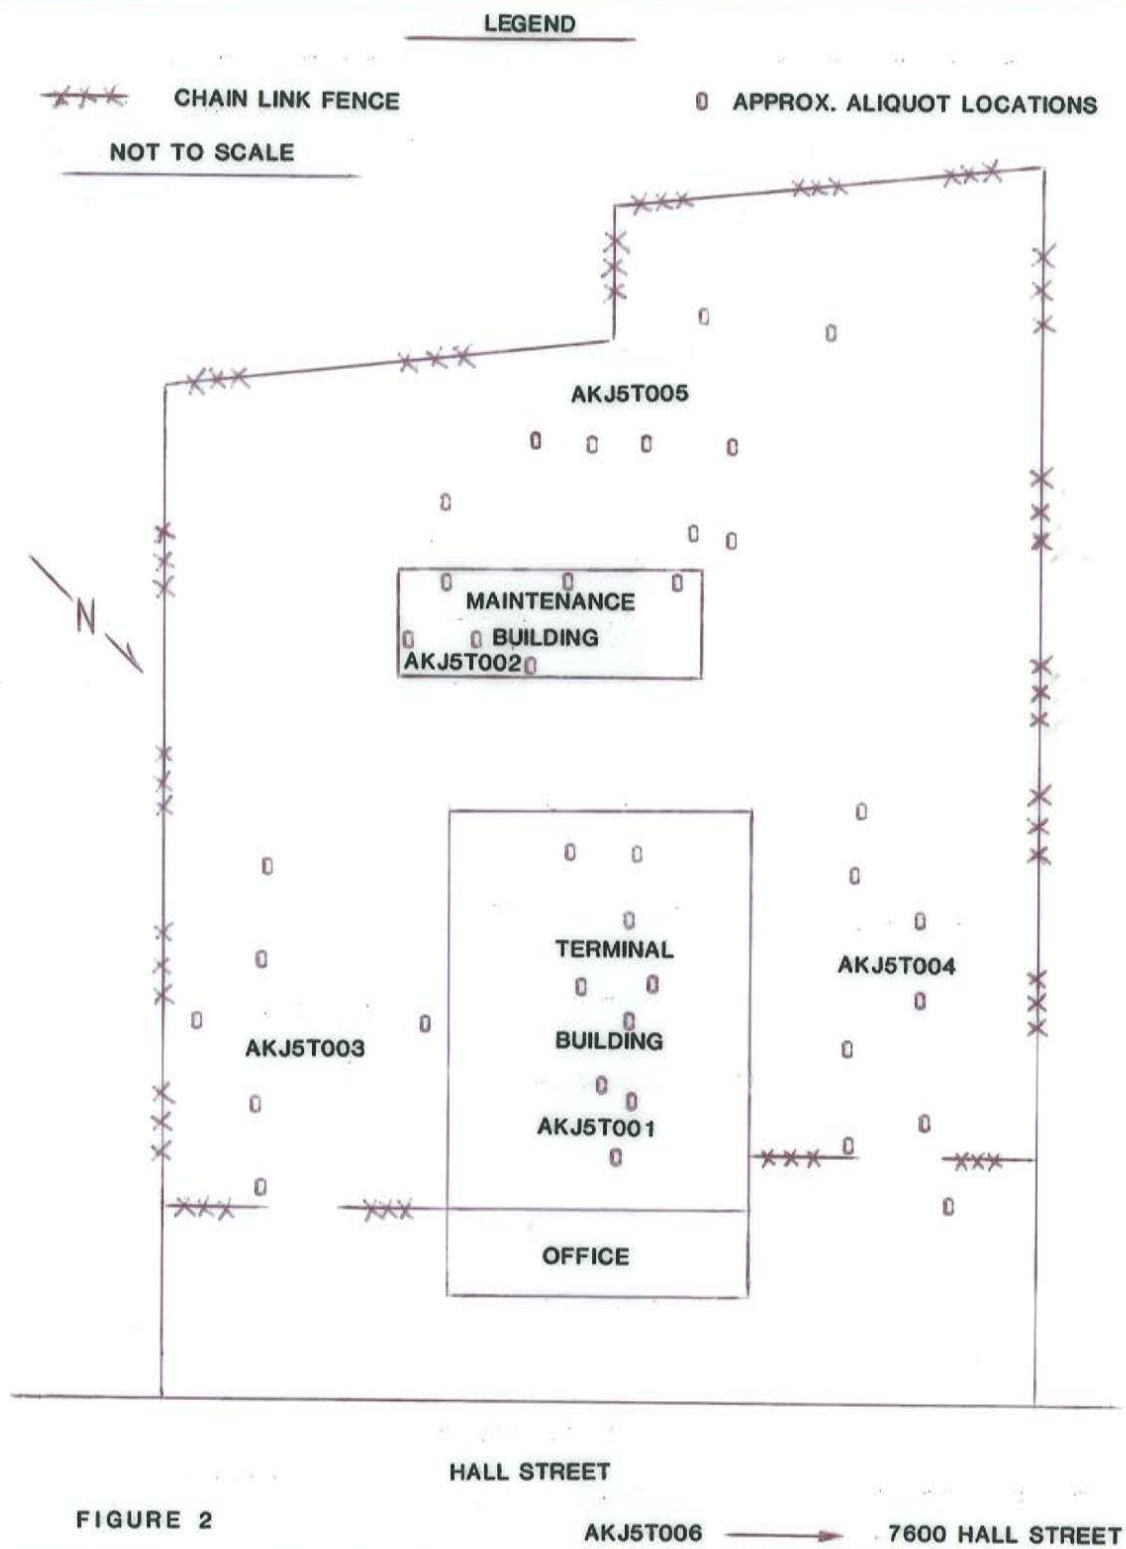 LEGEND
CHAIN LINK FENCE
APPROX. ALIQUOT LOCATIONS
NOT TO SCALE
AKJ5T005
N
MAINTENANCE
BUILDING
AKJ5T002
TERMINAL
AKJ5T004
BUILDING
AKJ5T003
AKJ5T001
OFFICE
HALL STREET
FIGURE 2
AKJ5T006
7600 HALL STREET